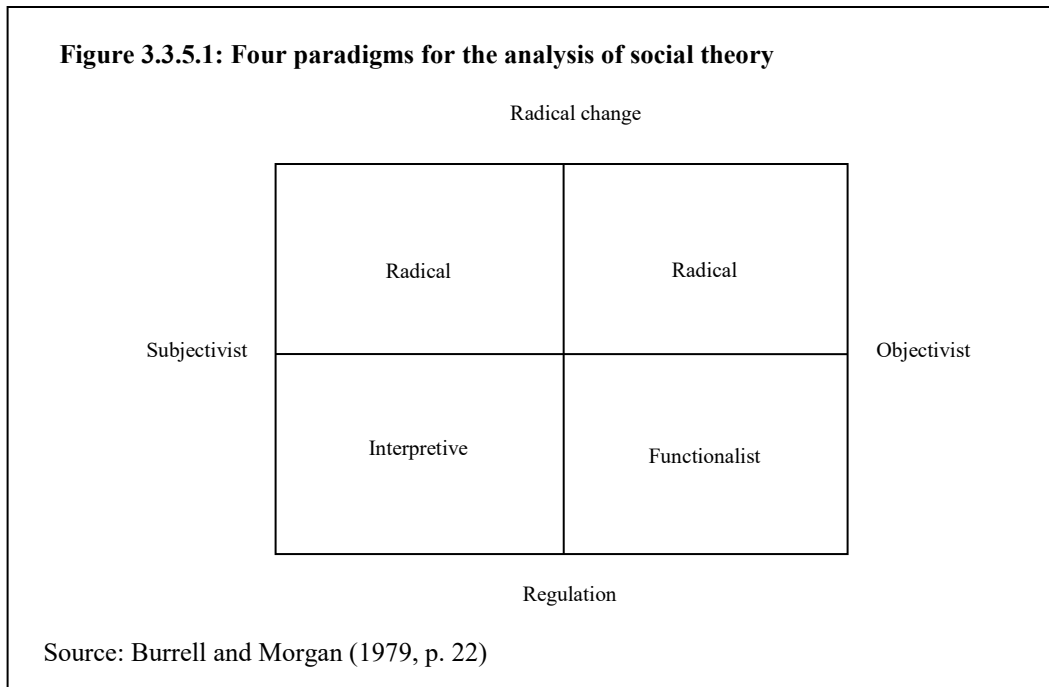 Figure 3.3.5.1: Four paradigms for the analysis of social theory
Radical change
Radical
Radical
Subjectivist
Objectivist
Interpretive
Functionalist
Regulation
Source: Burrell and Morgan (1979, p. 22)